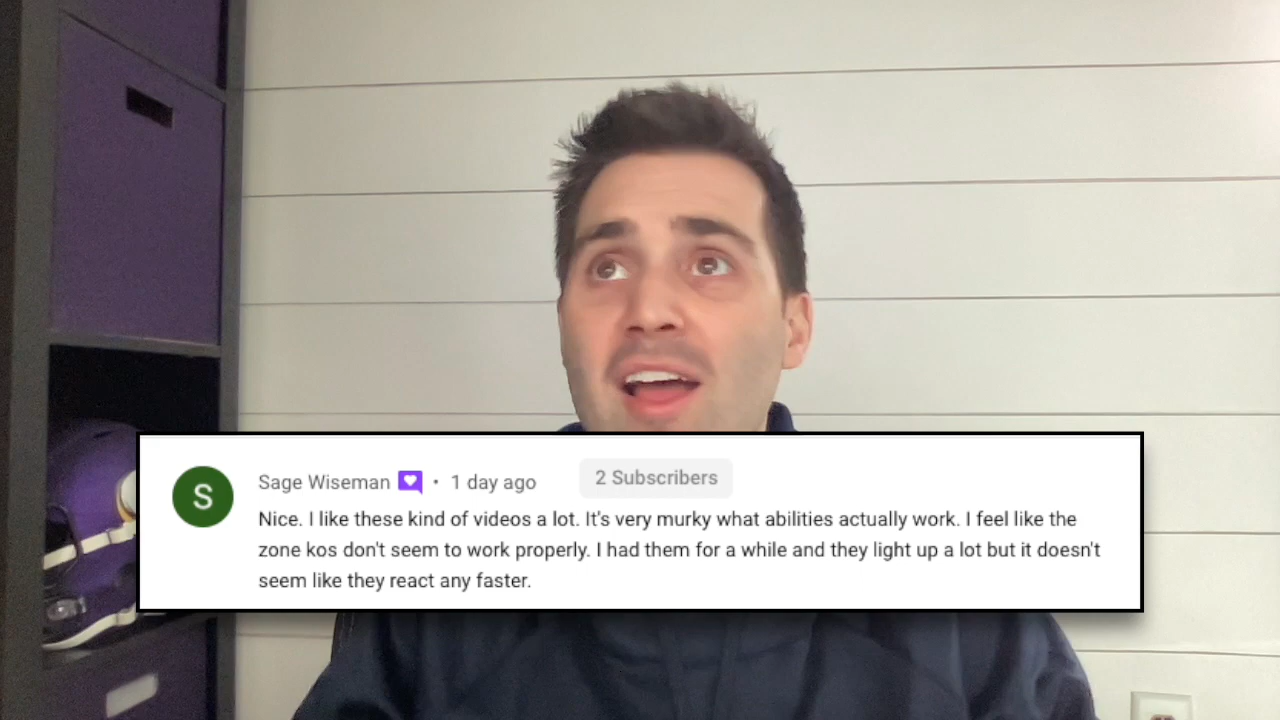 S
Sage Wiseman • 1 day ago 2 Subscribers
Nice. I like these kind of videos a lot. It's very murky what abilities actually work. I feel like the
zone kos don't seem to work properly. I had them for a while and they light up a lot but it doesn't
seem like they react any faster.